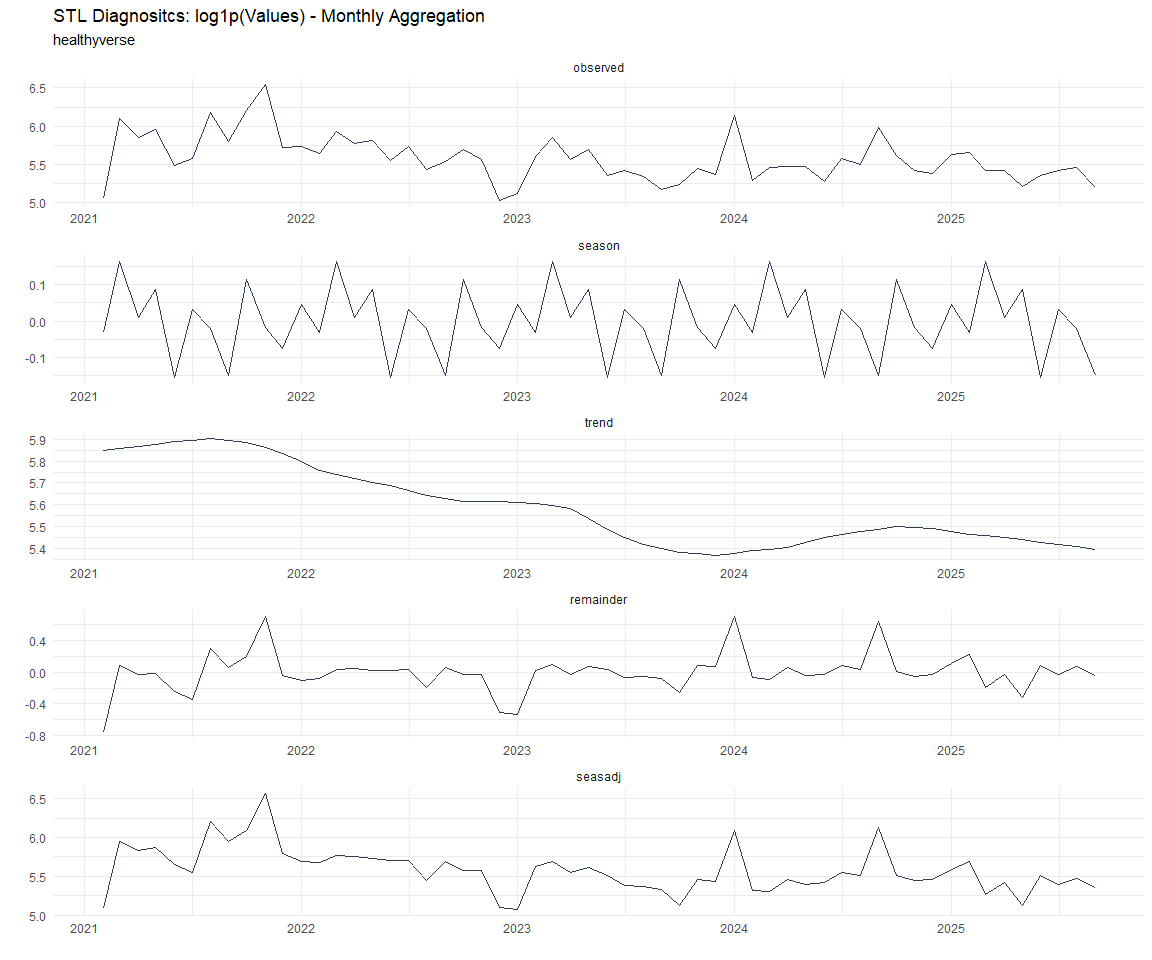 STL Diagnositcs: log1p(Values) - Monthly Aggregation
healthyverse
observed
6.5
6.0
5.5
5.0
2021 2022 2023 2024 2025
season
0.1
0.0
-0.1
2021 2022 2023 2024 2025
trend
5.9
5.8
5.7
5.6
5.5
5.4
2021 2022 2023 2024 2025
remainder
0.4
0.0
-0.4
-0.8
2021 2022 2023 2024 2025
seasadj
6.5
6.0
5.5
5.0
2021 2022 2023 2024 2025